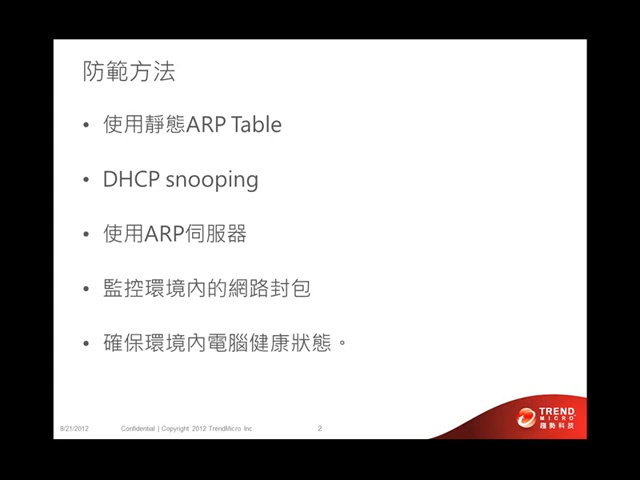 防範方法
• 使用靜態ARP Table
• DHCP snooping
• 使用ARP伺服器
• 監控環境內的網路封包
• 確保環境內電腦健康狀態。
8/21/2012 Confidential | Copyright 2012 TrendMicro Inc. 2
TREND
MICRO
趨勢科技